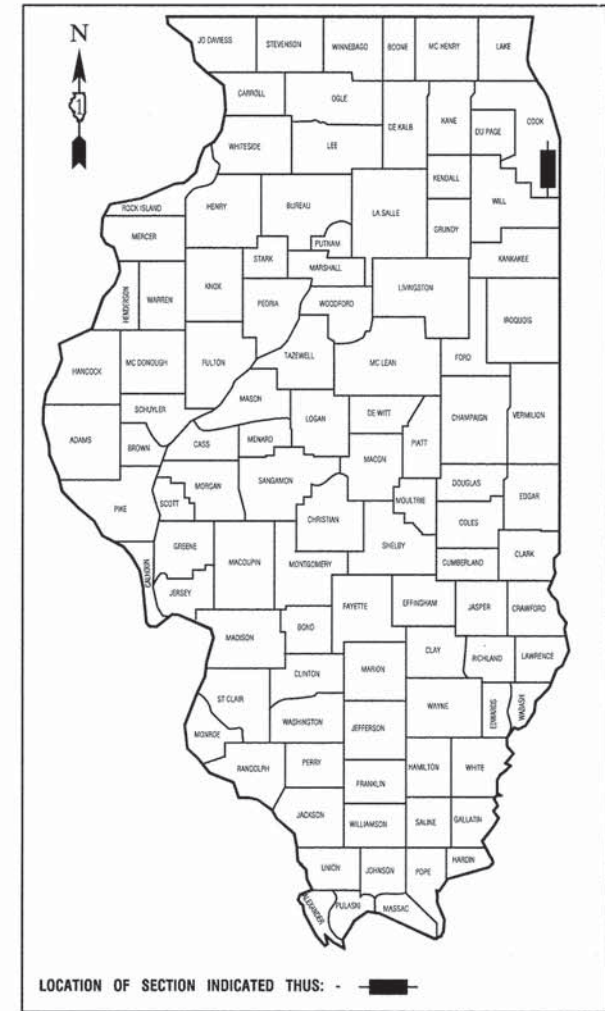 N
1
JO DAVIESS STEVENSON WINNEBAGO BOONE MC HENRY LAKE
CARROLL OGLE DE KALB KANE DU PAGE COOK
WHITESIDE LEE
KENDALL WILL
ROCK ISLAND HENRY BUREAU LA SALLE GRUNDY
MERCER PUTNAM
STARK MARSHALL KANKAKEE
HENDERSON WARREN KNOX PEORIA WOODFORD LIVINGSTON
IROQUOIS
HANCOCK MC DONOUGH FULTON TAZEWELL MC LEAN FORD
MASON
SCHUYLER LOGAN DE WITT CHAMPAIGN VERMILION
ADAMS BROWN CASS MENARD MACON PIATT
PIKE SCOTT MORGAN SANGAMON MOULTRIE DOUGLAS EDGAR
CHRISTIAN COLES
GREENE MACOUPIN MONTGOMERY SHELBY CUMBERLAND CLARK
CALHOUN JERSEY
FAYETTE EFFINGHAM JASPER CRAWFORD
MADISON BOND
CLAY RICHLAND LAWRENCE
CLINTON MARION
ST CLAIR WAYNE EDWARDS WABASH
WASHINGTON JEFFERSON
MONROE
RANDOLPH PERRY HAMILTON WHITE
FRANKLIN
JACKSON WILLIAMSON SALINE GALLATIN
UNION JOHNSON POPE HARDIN
ALEXANDER PULASKI MASSAC
LOCATION OF SECTION INDICATED THUS: -